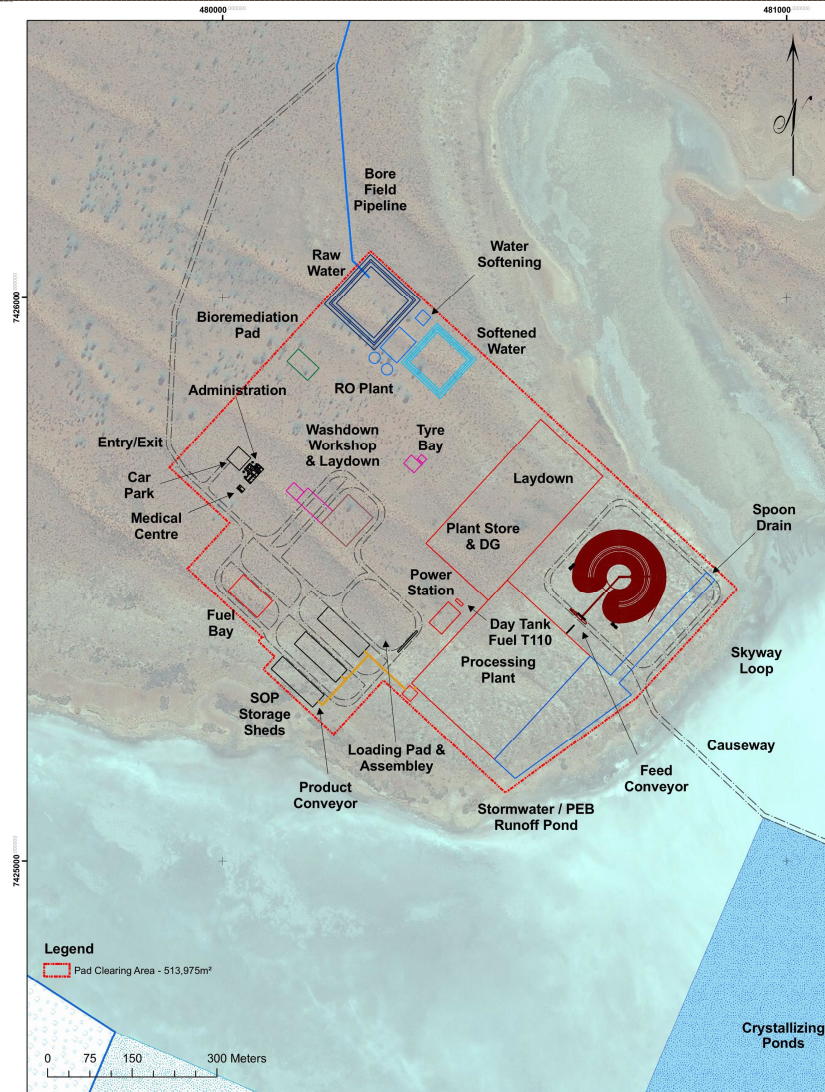 480000
481000
7426000
7425000
Bore
Field
Pipeline
Raw
Water
Water
Softening
Bioremediation
Pad
Softened
Water
RO Plant
Administration
Entry/Exit
Washdown
Workshop
& Laydown
Tyre
Bay
Car
Park
Medical
Centre
Laydown
Plant Store
& DG
Spoon
Drain
Power
Station
Fuel
Bay
Day Tank
Fuel T110
Processing
Plant
Skyway
Loop
SOP
Storage
Sheds
Loading Pad &
Assembley
Causeway
Product
Conveyor
Feed
Conveyor
Stormwater / PEB
Runoff Pond
Crystallizing
Ponds
Legend
Pad Clearing Area - 513,975m²
0 75 150 300 Meters